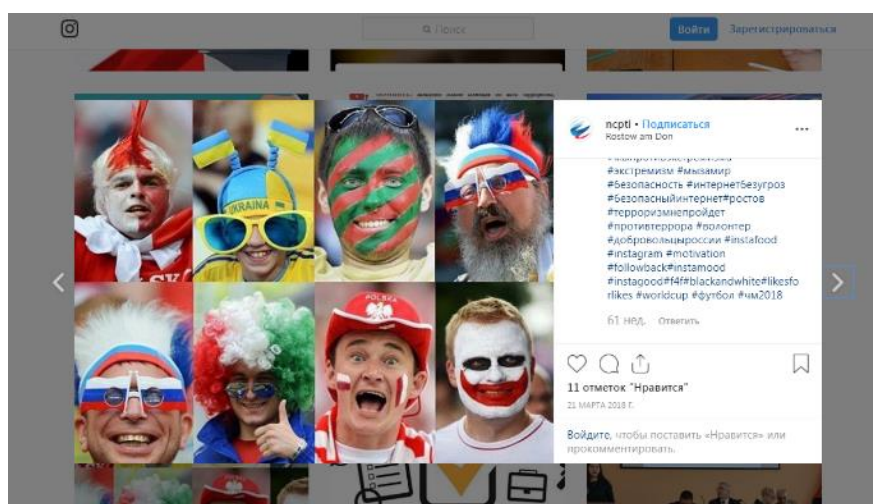 Поиск
Войти
Зарегистрироваться
UKRAINA
POLSKA
ncpti • Подписаться
Rostow am Don
•••
#экстремизм #мызамир
#безопасность #интернетбезугроз
#безопасныйинтернет#ростов
#терроризмнепройдет
#противтеррора #волонтер
#добровольцыроссии #instafood
#instagram #motivation
#followback#instamood
#instagood#f4f#blackandwhite#likesfo
rlikes #worldcup #футбол #чм2018
61 нед. Ответить
11 отметок "Нравится"
21 МАРТА 2018 Г.
Войдите, чтобы поставить «Нравится» или
прокомментировать.